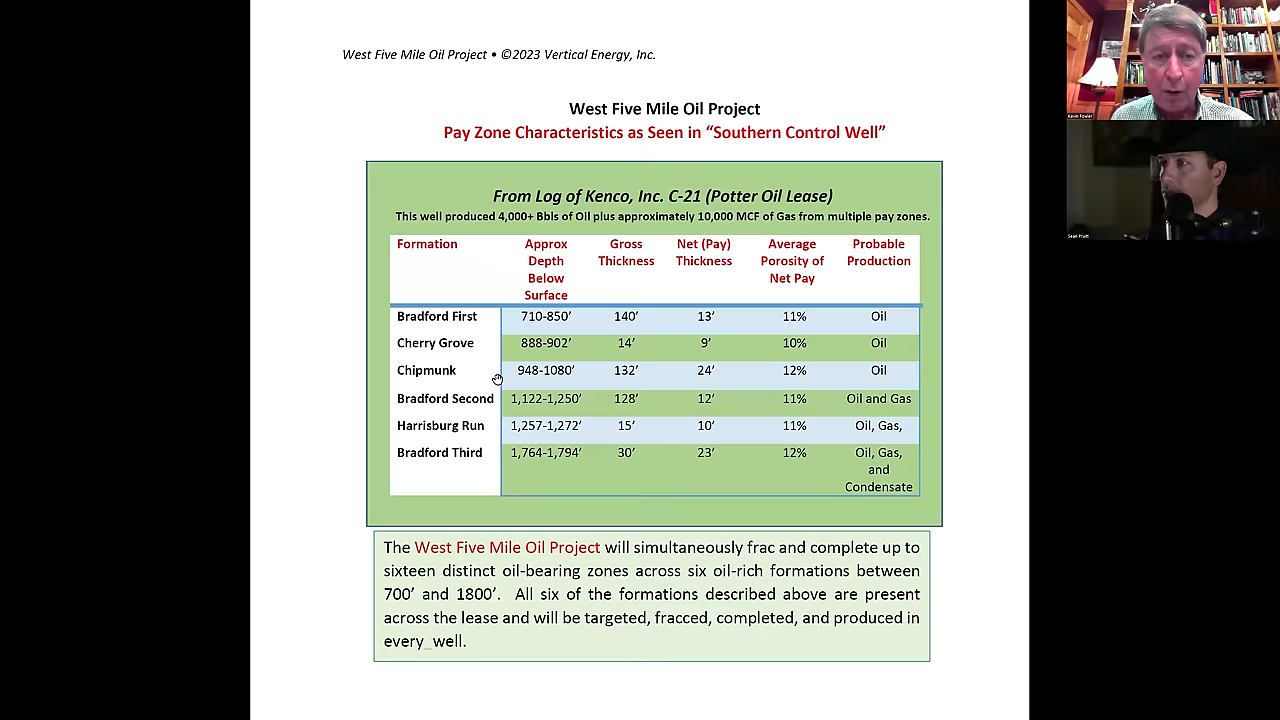 West Five Mile Oil Project • ©2023 Vertical Energy, Inc.
West Five Mile Oil Project
Pay Zone Characteristics as Seen in “Southern Control Well”
From Log of Kenco, Inc. C-21 (Potter Oil Lease)
This well produced 4,000+ Bbls of Oil plus approximately 10,000 MCF of Gas from multiple pay zones.
Formation Approx Gross Net (Pay) Average Probable
Depth Thickness Thickness Porosity of Production
Below Net Pay
Surface
Bradford First 710-850’ 140’ 13’ 11% Oil
Cherry Grove 888-902’ 14’ 9’ 10% Oil
Chipmunk 948-1080’ 132’ 24’ 12% Oil
Bradford Second 1,122-1,250’ 128’ 12’ 11% Oil and Gas
Harrisburg Run 1,257-1,272’ 15’ 10’ 11% Oil, Gas,
Bradford Third 1,764-1,794’ 30’ 23’ 12% Oil, Gas,
and
Condensate
The West Five Mile Oil Project will simultaneously frac and complete up to
sixteen distinct oil-bearing zones across six oil-rich formations between
700’ and 1800’. All six of the formations described above are present
across the lease and will be targeted, fracced, completed, and produced in
every_well.
Kevin Fowler
Sean Pruitt